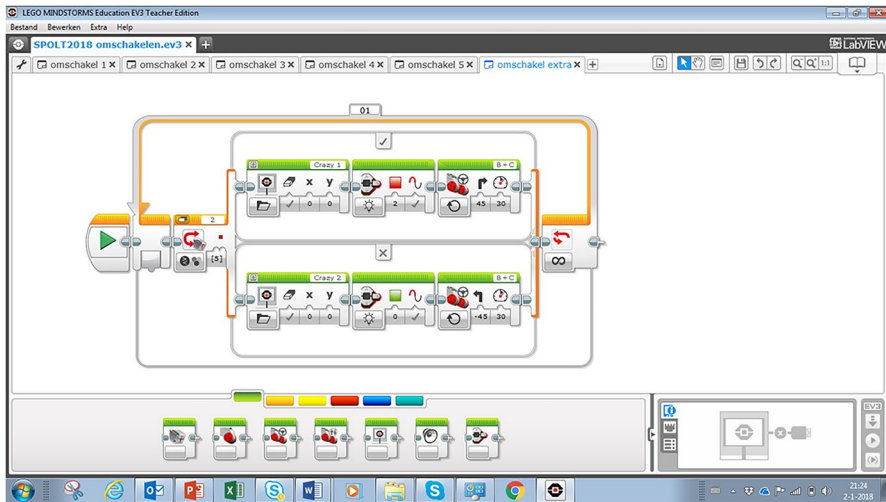 LEGO MINDSTORMS Education EV3 Teacher Edition
Bestand Bewerken Extra Help
SPOLT2018 omschakelen.ev3 × +
LabVIEW
omschakel 1 × omschakel 2 × omschakel 3 × omschakel 4 × omschakel 5 × omschakel extra × +
1:1
01
Crazy 1
B+C
X Y
0 0
2
45 30
2
[5]
∞
Crazy 2
B+C
X Y
0 0
0
-45 30
EV3
21:24
2-1-2018